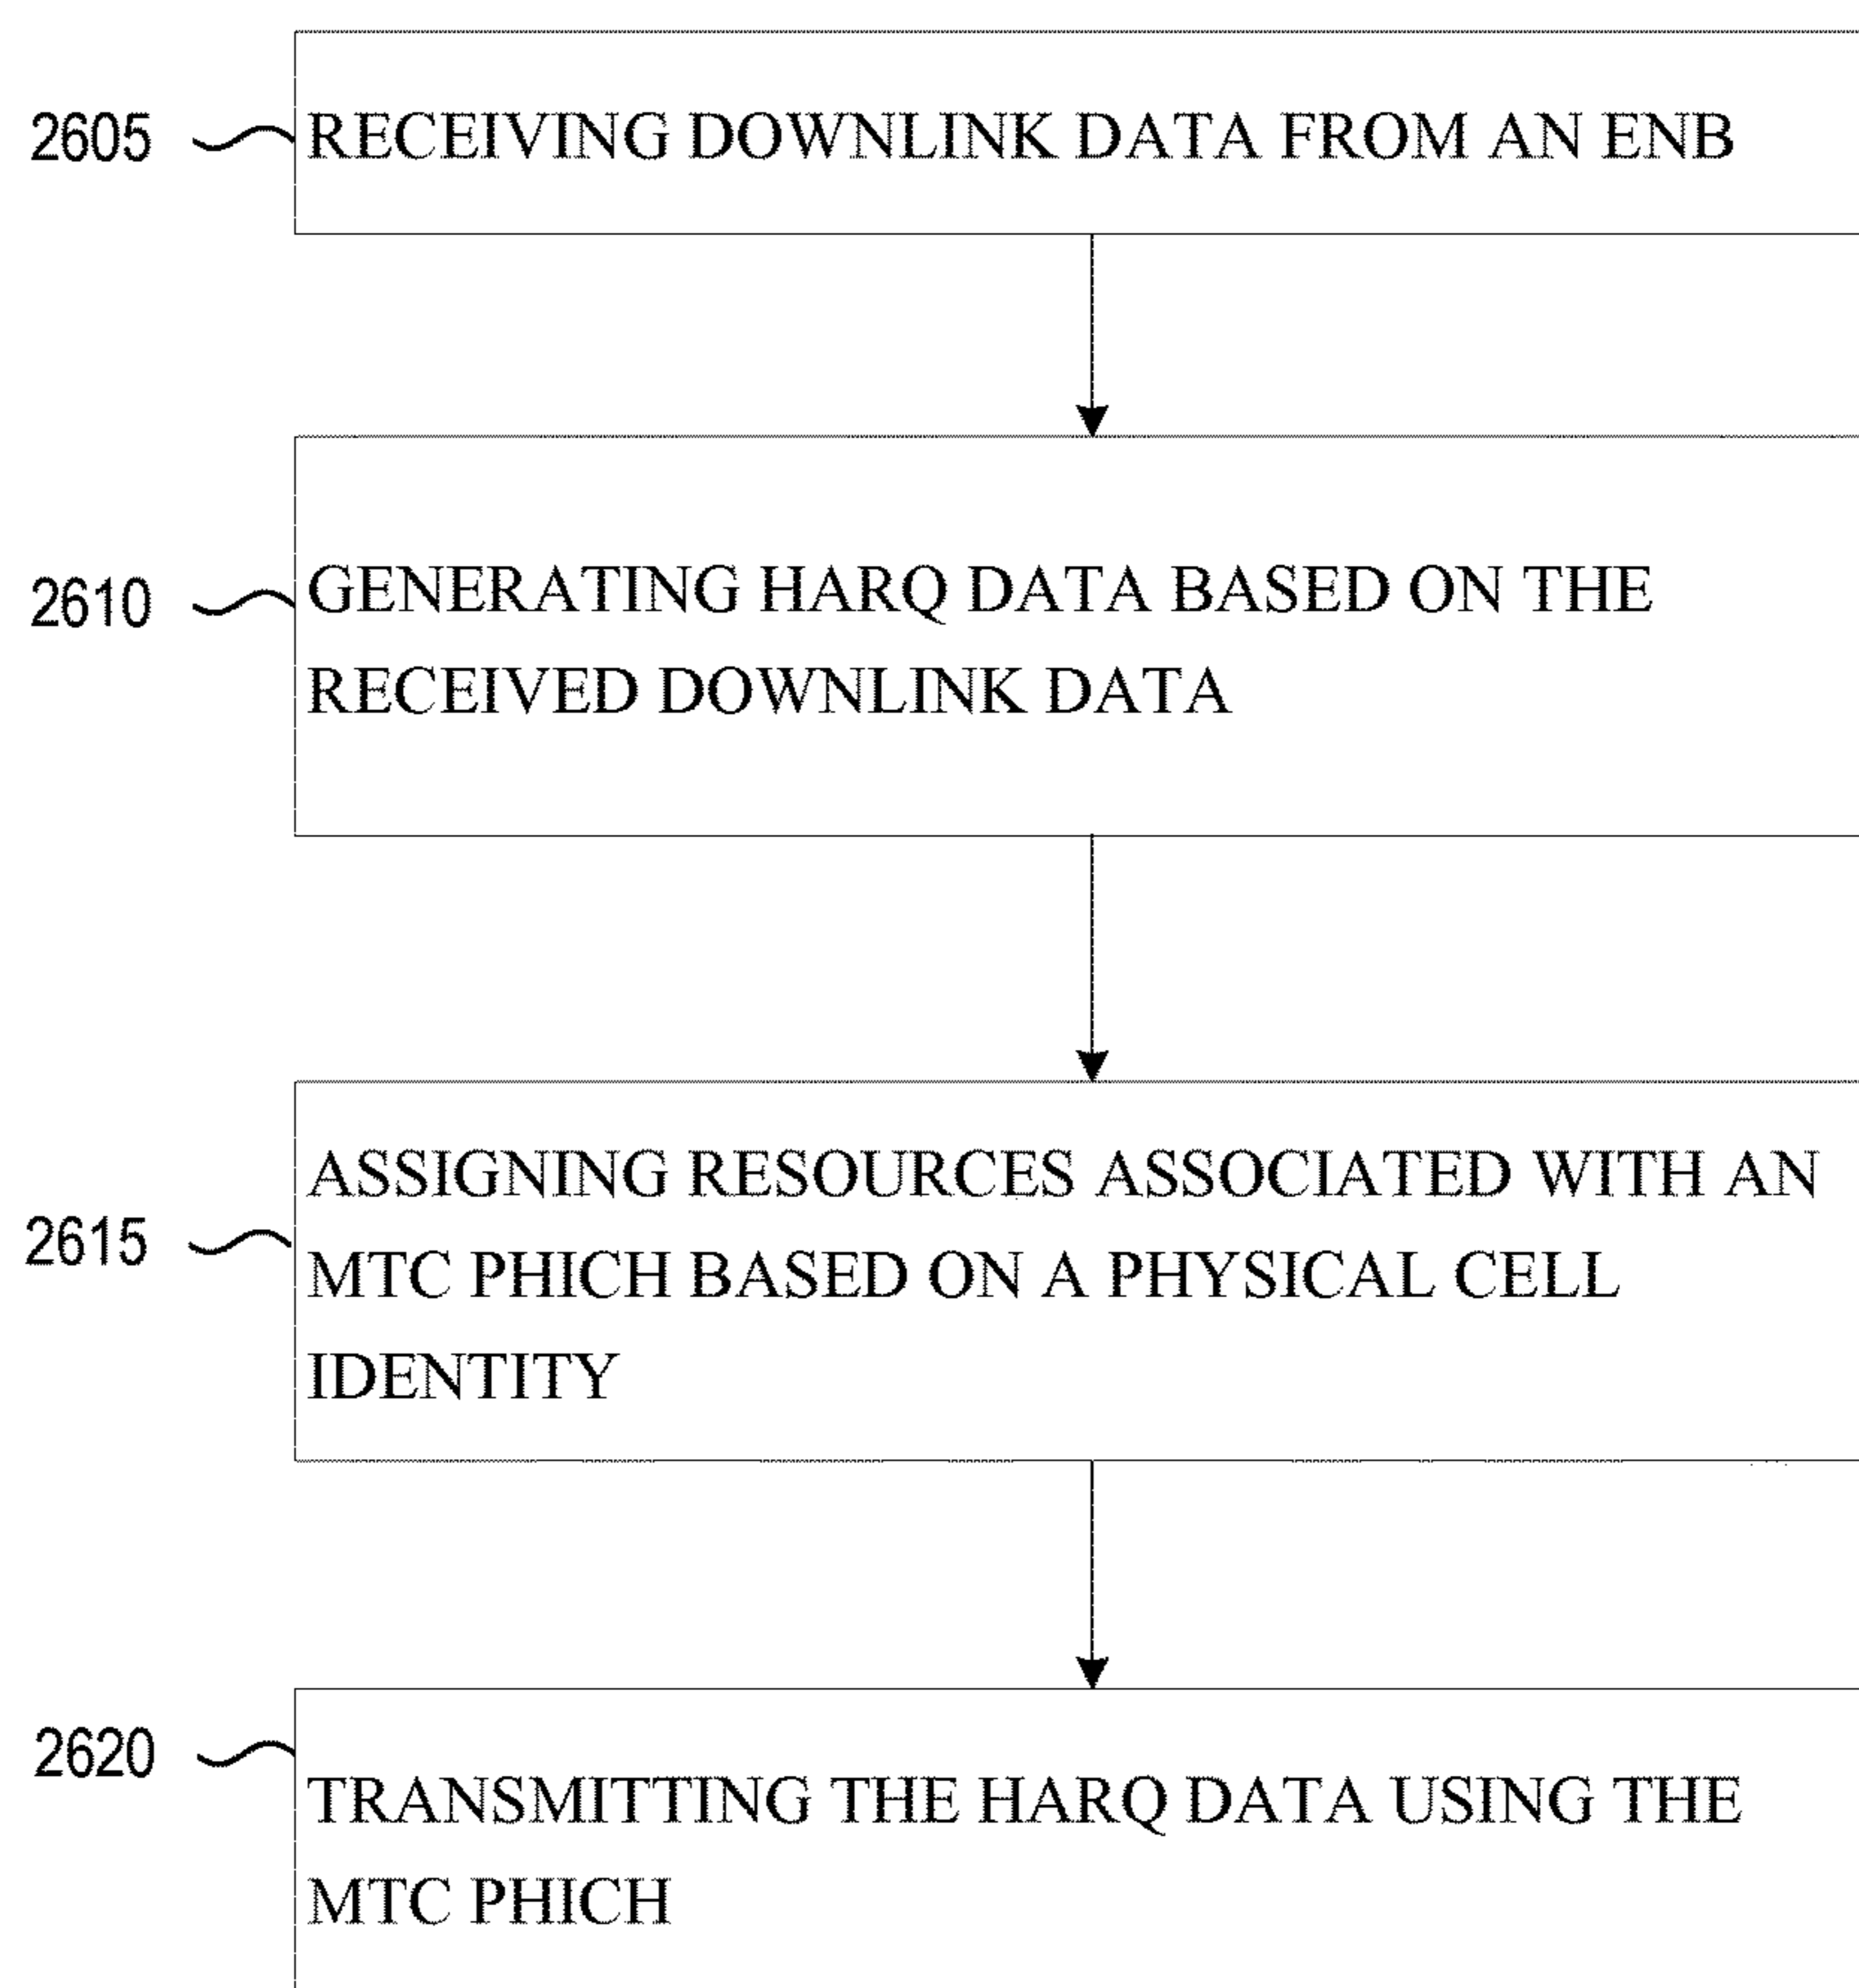 2605
RECEIVING DOWNLINK DATA FROM AN ENB
2610
GENERATING HARQ DATA BASED ON THE
RECEIVED DOWNLINK DATA
2615
ASSIGNING RESOURCES ASSOCIATED WITH AN
MTC PHICH BASED ON A PHYSICAL CELL
IDENTITY
2620
TRANSMITTING THE HARQ DATA USING THE
MTC PHICH